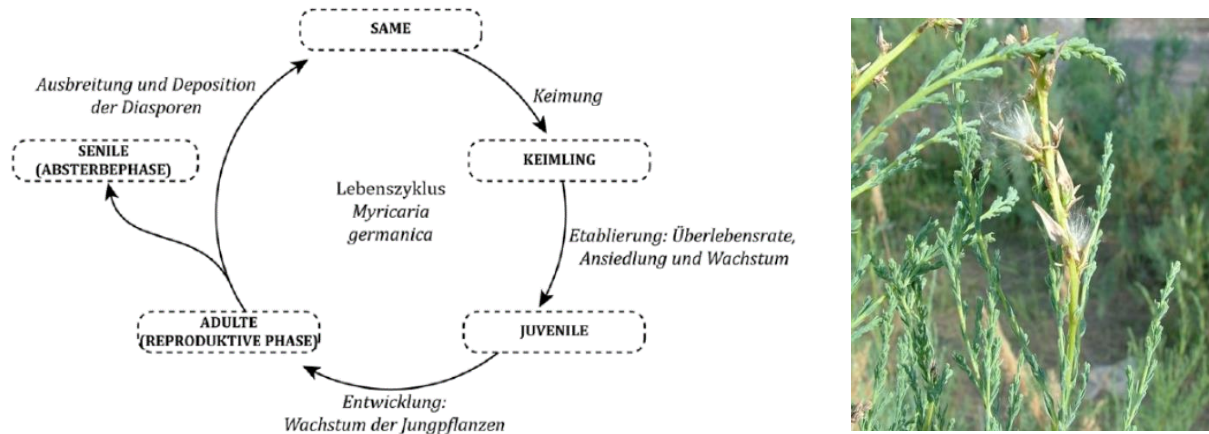 SAME
Keimung
KEIMLING
Etablierung: Überlebensrate,
Ansiedlung und Wachstum
JUVENILE
Entwicklung:
Wachstum der Jungpflanzen
ADULTE
(REPRODUKTIVE PHASE)
SENILE
(ABSTERBEPHASE)
Ausbreitung und Deposition
der Diasporen
Lebenszyklus
Myricaria
germanica